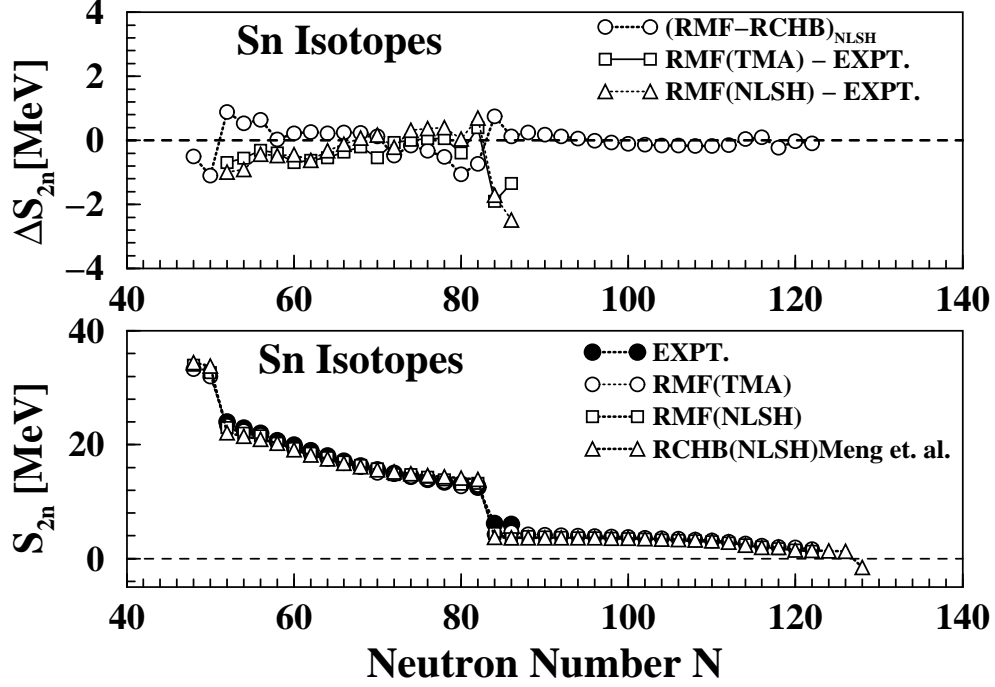 4
2
0
−2
−4
ΔS2n[MeV]
Sn Isotopes
(RMF−RCHB)NLSH
RMF(TMA) − EXPT.
RMF(NLSH) − EXPT.
40 60 80 100 120 140
40
20
0
S2n [MeV]
Sn Isotopes
EXPT.
RMF(TMA)
RMF(NLSH)
RCHB(NLSH)Meng et. al.
40 60 80 100 120 140
Neutron Number N